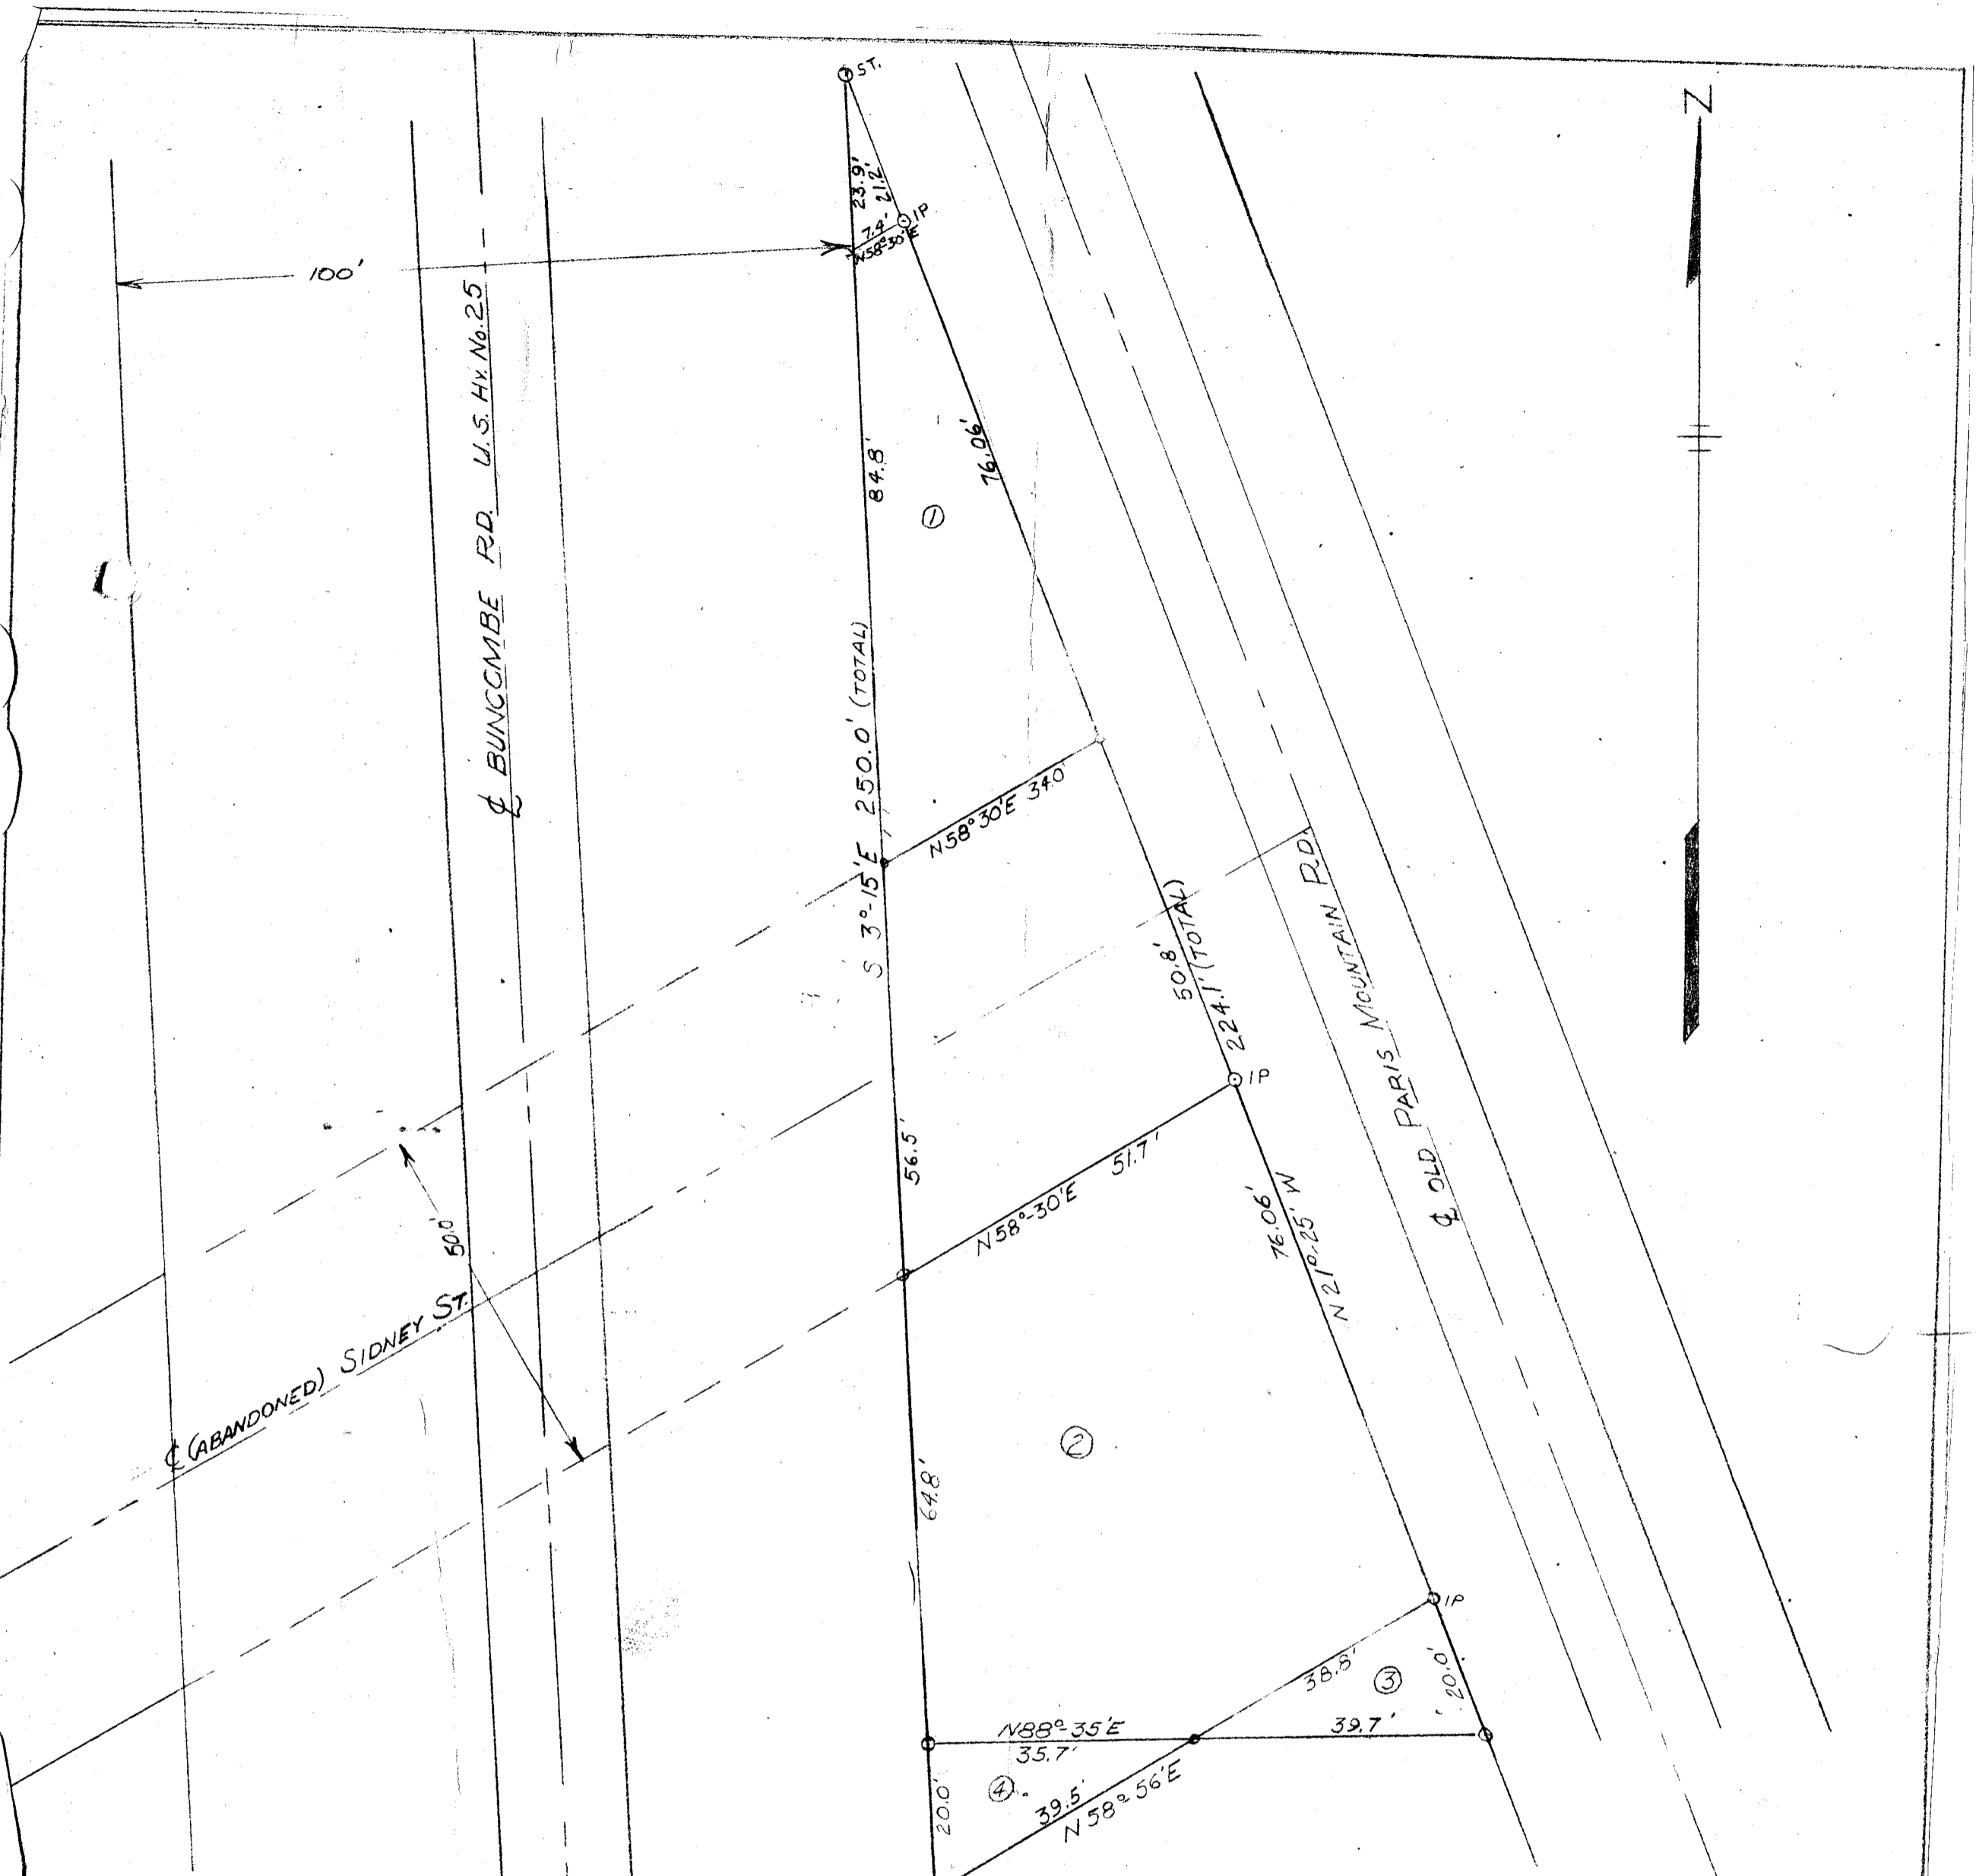 ST.
N
23.9'
21.2'
IP
7.4'
N58°-30'E
100'
℄ BUNCOMBE RD. U.S. HY. No. 25
84.8'
76.06'
①
S 3°-15'E 250.0' (TOTAL)
N58°30'E 34.0
50.8'
224.1' (TOTAL)
℄ OLD PARIS MOUNTAIN RD.
IP
56.5'
N58°-30'E 51.7'
50.0'
76.06'
N 21°-25' W
℄ (ABANDONED) SIDNEY ST.
②
64.8'
IP
38.8'
③
20.0'
N88°-35'E
35.7'
39.7'
④
20.0'
39.5'
N 58°-56'E